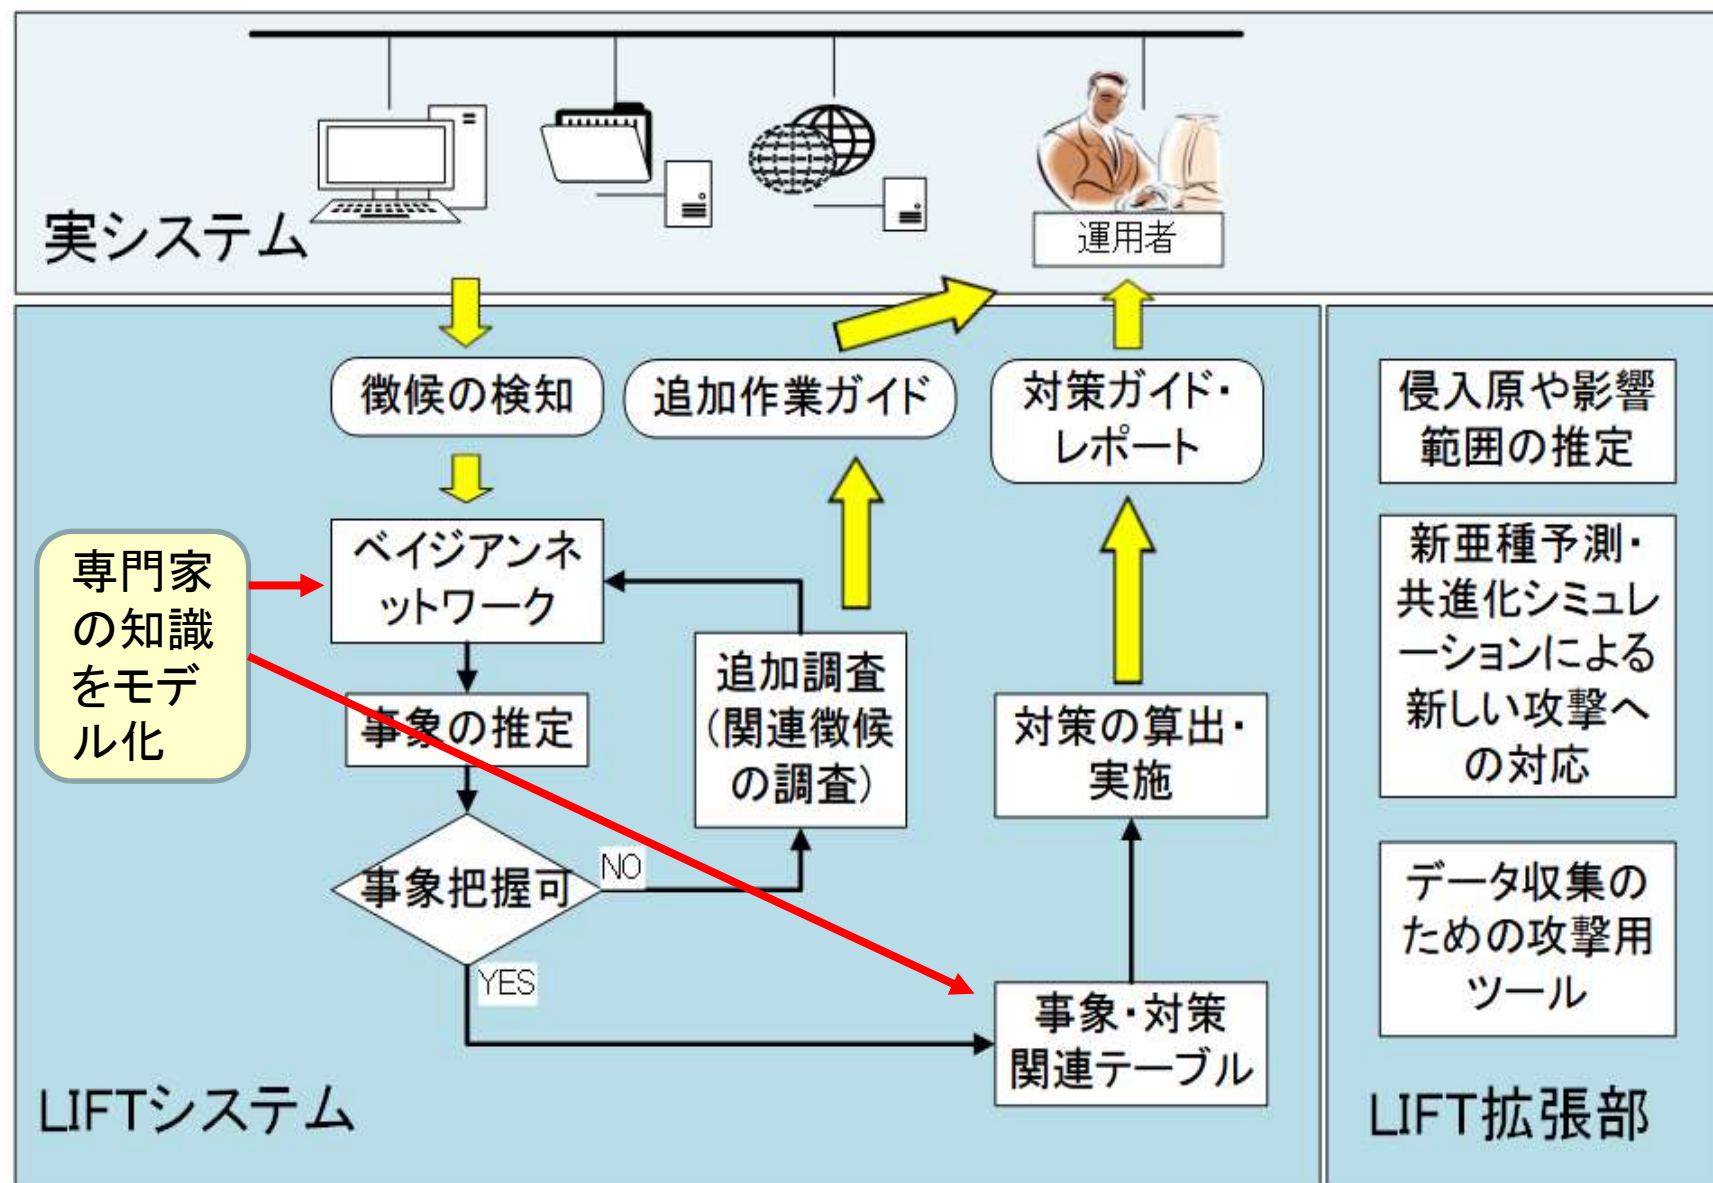 実システム
運用者
徴候の検知
追加作業ガイド
対策ガイド・
レポート
専門家
の知識
をモデ
ル化
ベイジアンネ
ットワーク
事象の推定
事象把握可
NO
YES
追加調査
(関連徴候
の調査)
対策の算出・
実施
事象・対策
関連テーブル
LIFTシステム
侵入原や影響
範囲の推定
新亜種予測・
共進化シミュレ
ーションによる
新しい攻撃へ
の対応
データ収集の
ための攻撃用
ツール
LIFT拡張部